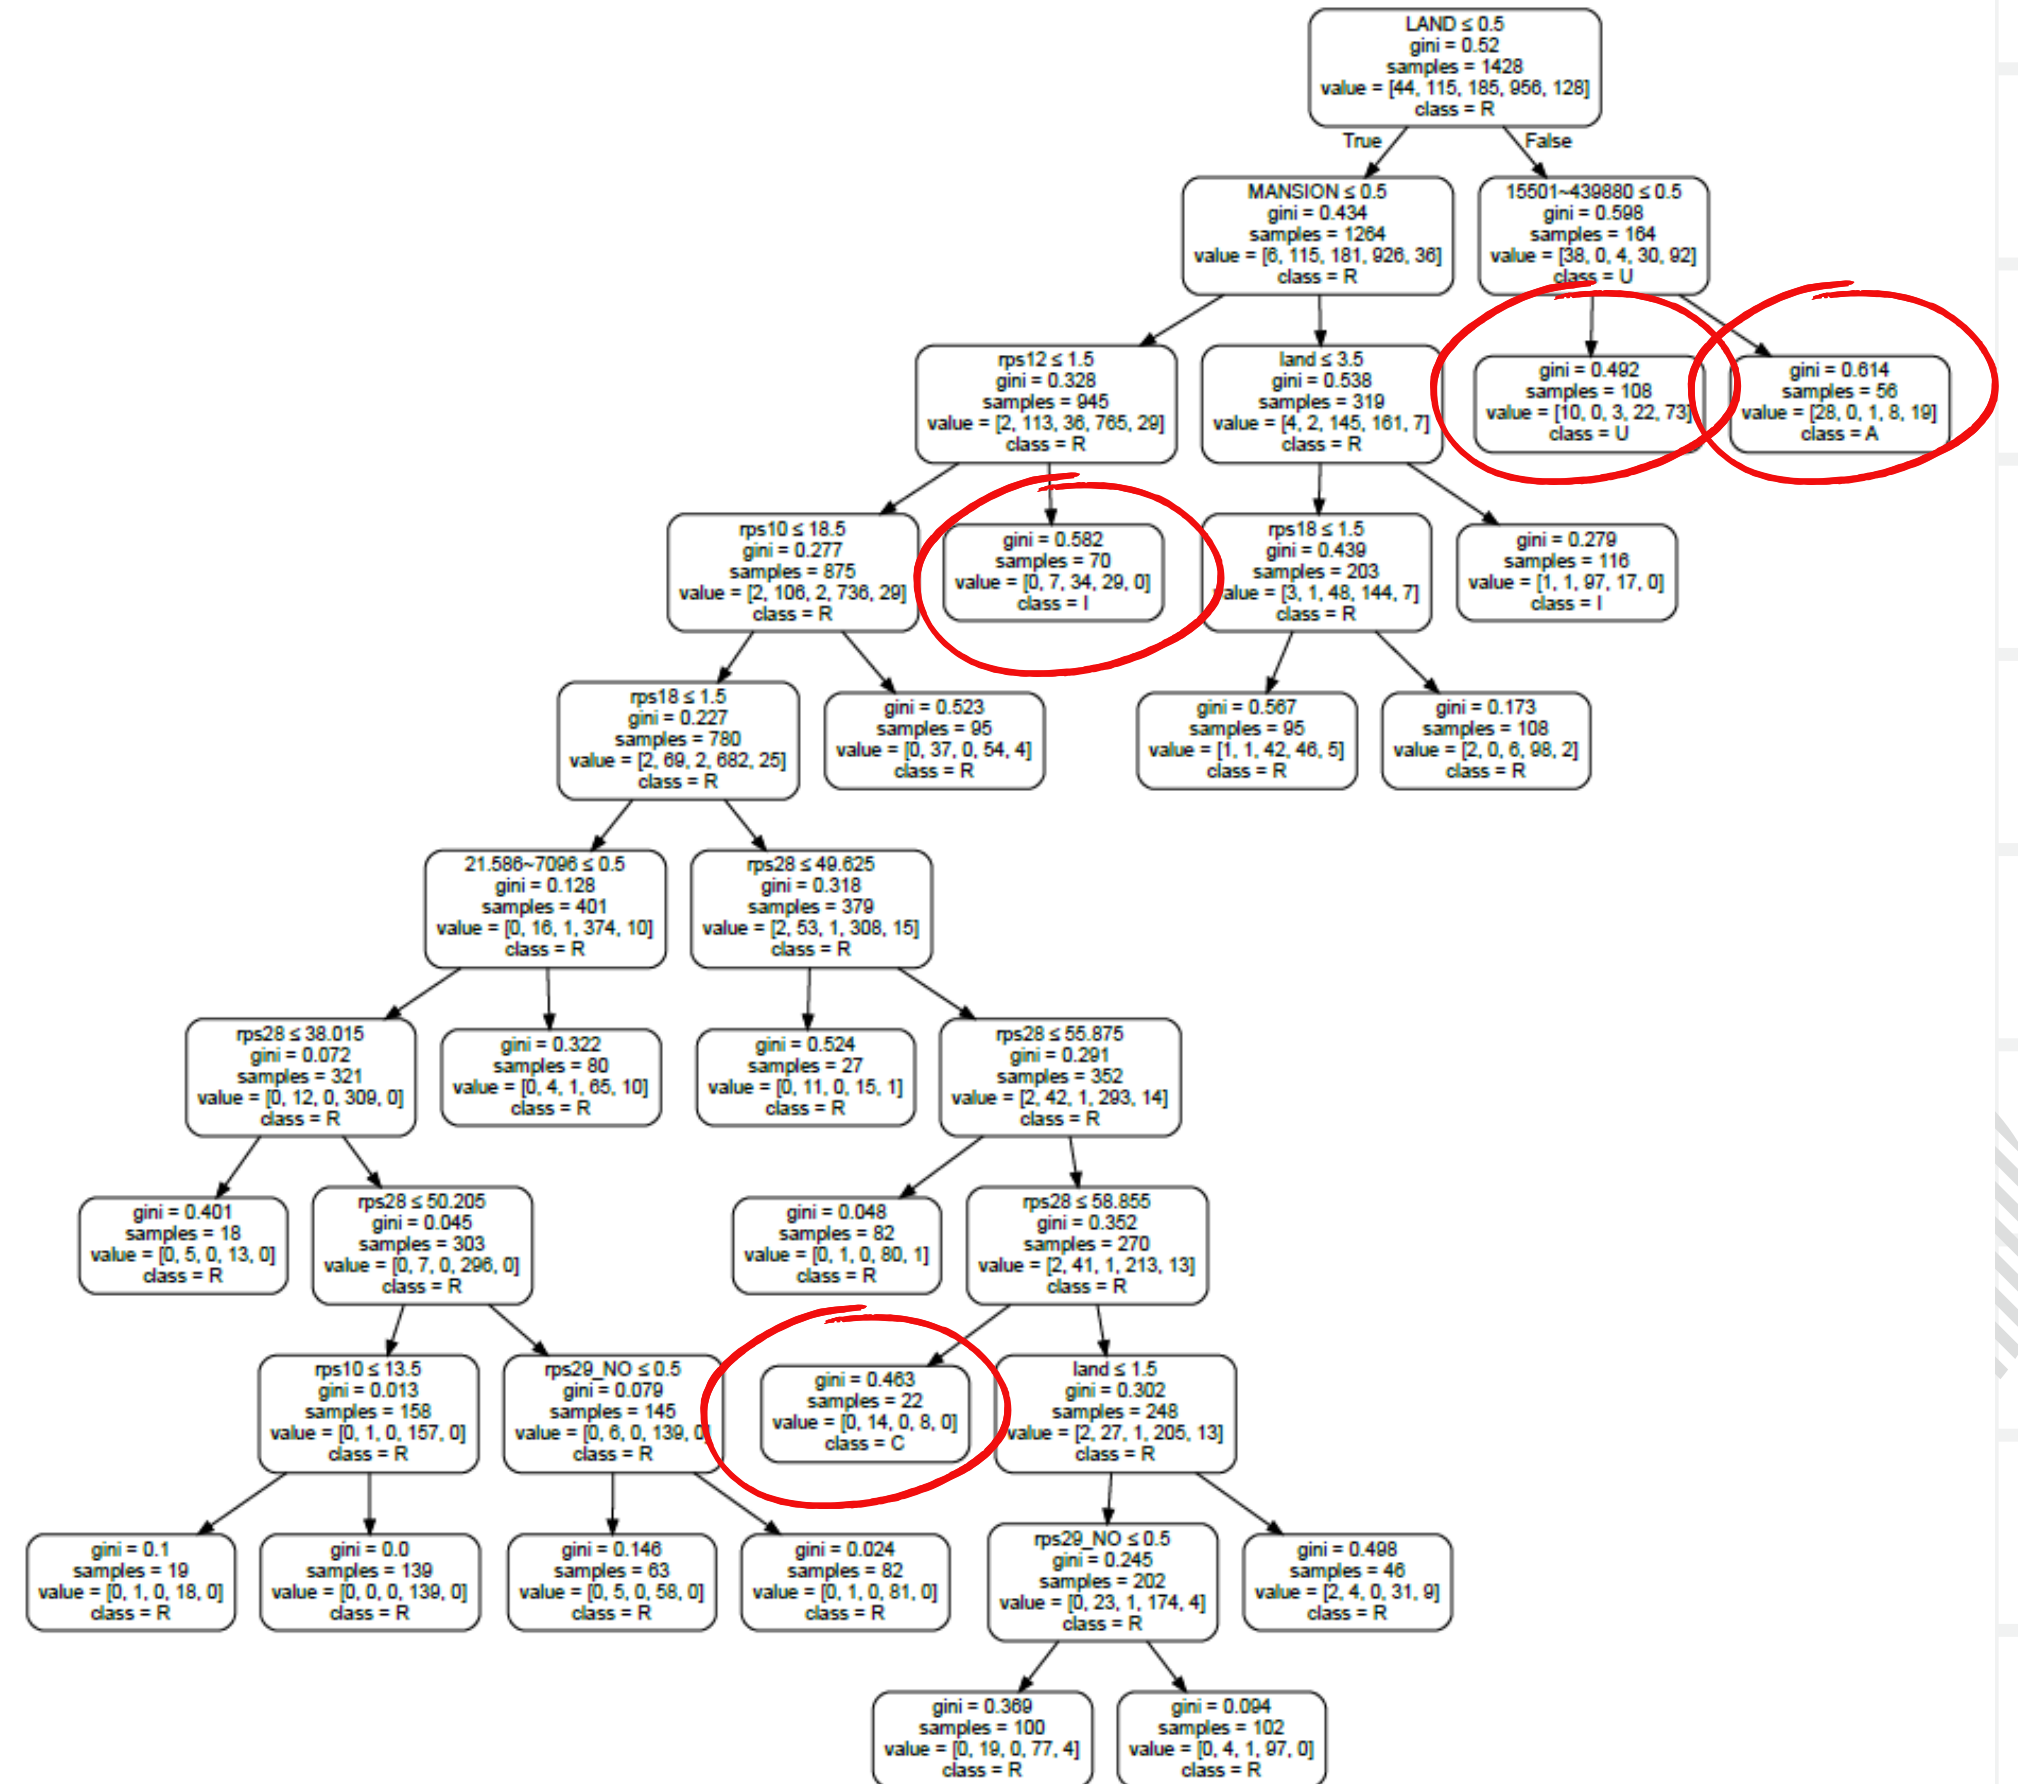 LAND ≤ 0.5
gini = 0.52
samples = 1428
value = [44, 115, 185, 956, 128]
class = R
True
False
MANSION ≤ 0.5
gini = 0.434
samples = 1264
value = [6, 115, 181, 926, 36]
class = R
15501~439880 ≤ 0.5
gini = 0.598
samples = 164
value = [38, 0, 4, 30, 92]
class = U
rps12 ≤ 1.5
gini = 0.328
samples = 945
value = [2, 113, 36, 765, 29]
class = R
land ≤ 3.5
gini = 0.538
samples = 319
value = [4, 2, 145, 161, 7]
class = R
gini = 0.492
samples = 108
value = [10, 0, 3, 22, 73]
class = U
gini = 0.614
samples = 56
value = [28, 0, 1, 8, 19]
class = A
rps10 ≤ 18.5
gini = 0.277
samples = 875
value = [2, 106, 2, 736, 29]
class = R
gini = 0.582
samples = 70
value = [0, 7, 34, 29, 0]
class = I
rps18 ≤ 1.5
gini = 0.439
samples = 203
value = [3, 1, 48, 144, 7]
class = R
gini = 0.279
samples = 116
value = [1, 1, 97, 17, 0]
class = I
rps18 ≤ 1.5
gini = 0.227
samples = 780
value = [2, 69, 2, 682, 25]
class = R
gini = 0.523
samples = 95
value = [0, 37, 0, 54, 4]
class = R
gini = 0.567
samples = 95
value = [1, 1, 42, 46, 5]
class = R
gini = 0.173
samples = 108
value = [2, 0, 6, 98, 2]
class = R
21.586~7096 ≤ 0.5
gini = 0.128
samples = 401
value = [0, 16, 1, 374, 10]
class = R
rps28 ≤ 49.625
gini = 0.318
samples = 379
value = [2, 53, 1, 308, 15]
class = R
rps28 ≤ 38.015
gini = 0.072
samples = 321
value = [0, 12, 0, 309, 0]
class = R
gini = 0.322
samples = 80
value = [0, 4, 1, 65, 10]
class = R
gini = 0.524
samples = 27
value = [0, 11, 0, 15, 1]
class = R
rps28 ≤ 55.875
gini = 0.291
samples = 352
value = [2, 42, 1, 293, 14]
class = R
gini = 0.401
samples = 18
value = [0, 5, 0, 13, 0]
class = R
rps28 ≤ 50.205
gini = 0.045
samples = 303
value = [0, 7, 0, 296, 0]
class = R
gini = 0.048
samples = 82
value = [0, 1, 0, 80, 1]
class = R
rps28 ≤ 58.855
gini = 0.352
samples = 270
value = [2, 41, 1, 213, 13]
class = R
rps10 ≤ 13.5
gini = 0.013
samples = 158
value = [0, 1, 0, 157, 0]
class = R
rps29_NO ≤ 0.5
gini = 0.079
samples = 145
value = [0, 6, 0, 139, 0]
class = R
gini = 0.463
samples = 22
value = [0, 14, 0, 8, 0]
class = C
land ≤ 1.5
gini = 0.302
samples = 248
value = [2, 27, 1, 205, 13]
class = R
gini = 0.1
samples = 19
value = [0, 1, 0, 18, 0]
class = R
gini = 0.0
samples = 139
value = [0, 0, 0, 139, 0]
class = R
gini = 0.146
samples = 63
value = [0, 5, 0, 58, 0]
class = R
gini = 0.024
samples = 82
value = [0, 1, 0, 81, 0]
class = R
rps29_NO ≤ 0.5
gini = 0.245
samples = 202
value = [0, 23, 1, 174, 4]
class = R
gini = 0.498
samples = 46
value = [2, 4, 0, 31, 9]
class = R
gini = 0.369
samples = 100
value = [0, 19, 0, 77, 4]
class = R
gini = 0.094
samples = 102
value = [0, 4, 1, 97, 0]
class = R